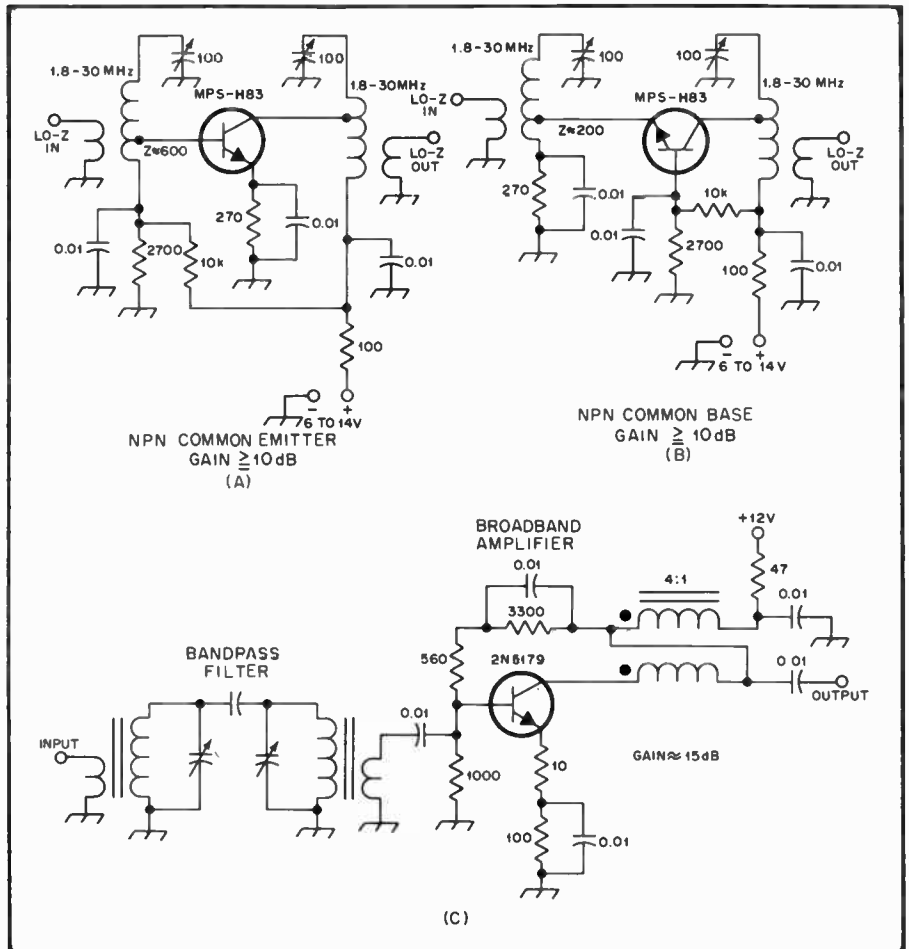 100
100
1.8-30 MHz
MPS-H83
1.8-30MHz
LO-Z
IN
Z≈600
LO-Z
OUT
270
0.01
0.01
2700
10k
0.01
100
- +
6 TO 14V
NPN COMMON EMITTER
GAIN ≧ 10dB
(A)
1.8-30MHz
100
100
1.8-30MHz
MPS-H83
LO-Z
IN
Z≈200
LO-Z
OUT
270
0.01
10k
0.01
2700
0.01
100
- +
6 TO 14V
NPN COMMON BASE
GAIN ≧ 10dB
(B)
BROADBAND
AMPLIFIER
+12V
0.01
47
4:1
3300
0.01
BANDPASS
FILTER
560
2N5179
0.01
0.01
OUTPUT
INPUT
1000
10
GAIN≈15dB
100
0.01
(C)